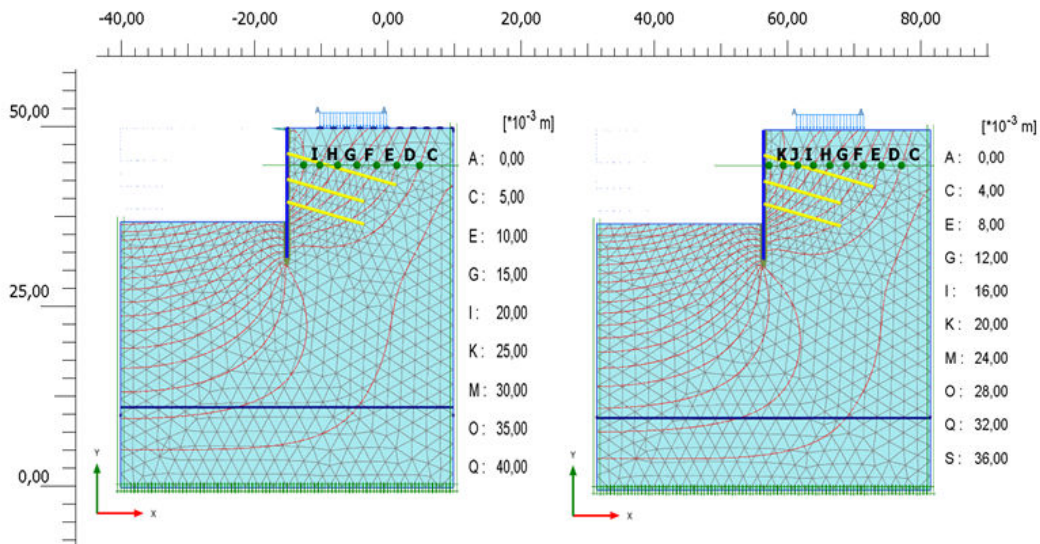 -40,00 -20,00 0,00 20,00 40,00 60,00 80,00
50,00
25,00
0,00
A A
I H G F E D C
[*10⁻³ m]
A: 0,00
C: 5,00
E: 10,00
G: 15,00
I: 20,00
K: 25,00
M: 30,00
O: 35,00
Q: 40,00
Y
X
A A
K J I H G F E D C
[*10⁻³ m]
A: 0,00
C: 4,00
E: 8,00
G: 12,00
I: 16,00
K: 20,00
M: 24,00
O: 28,00
Q: 32,00
S: 36,00
Y
X